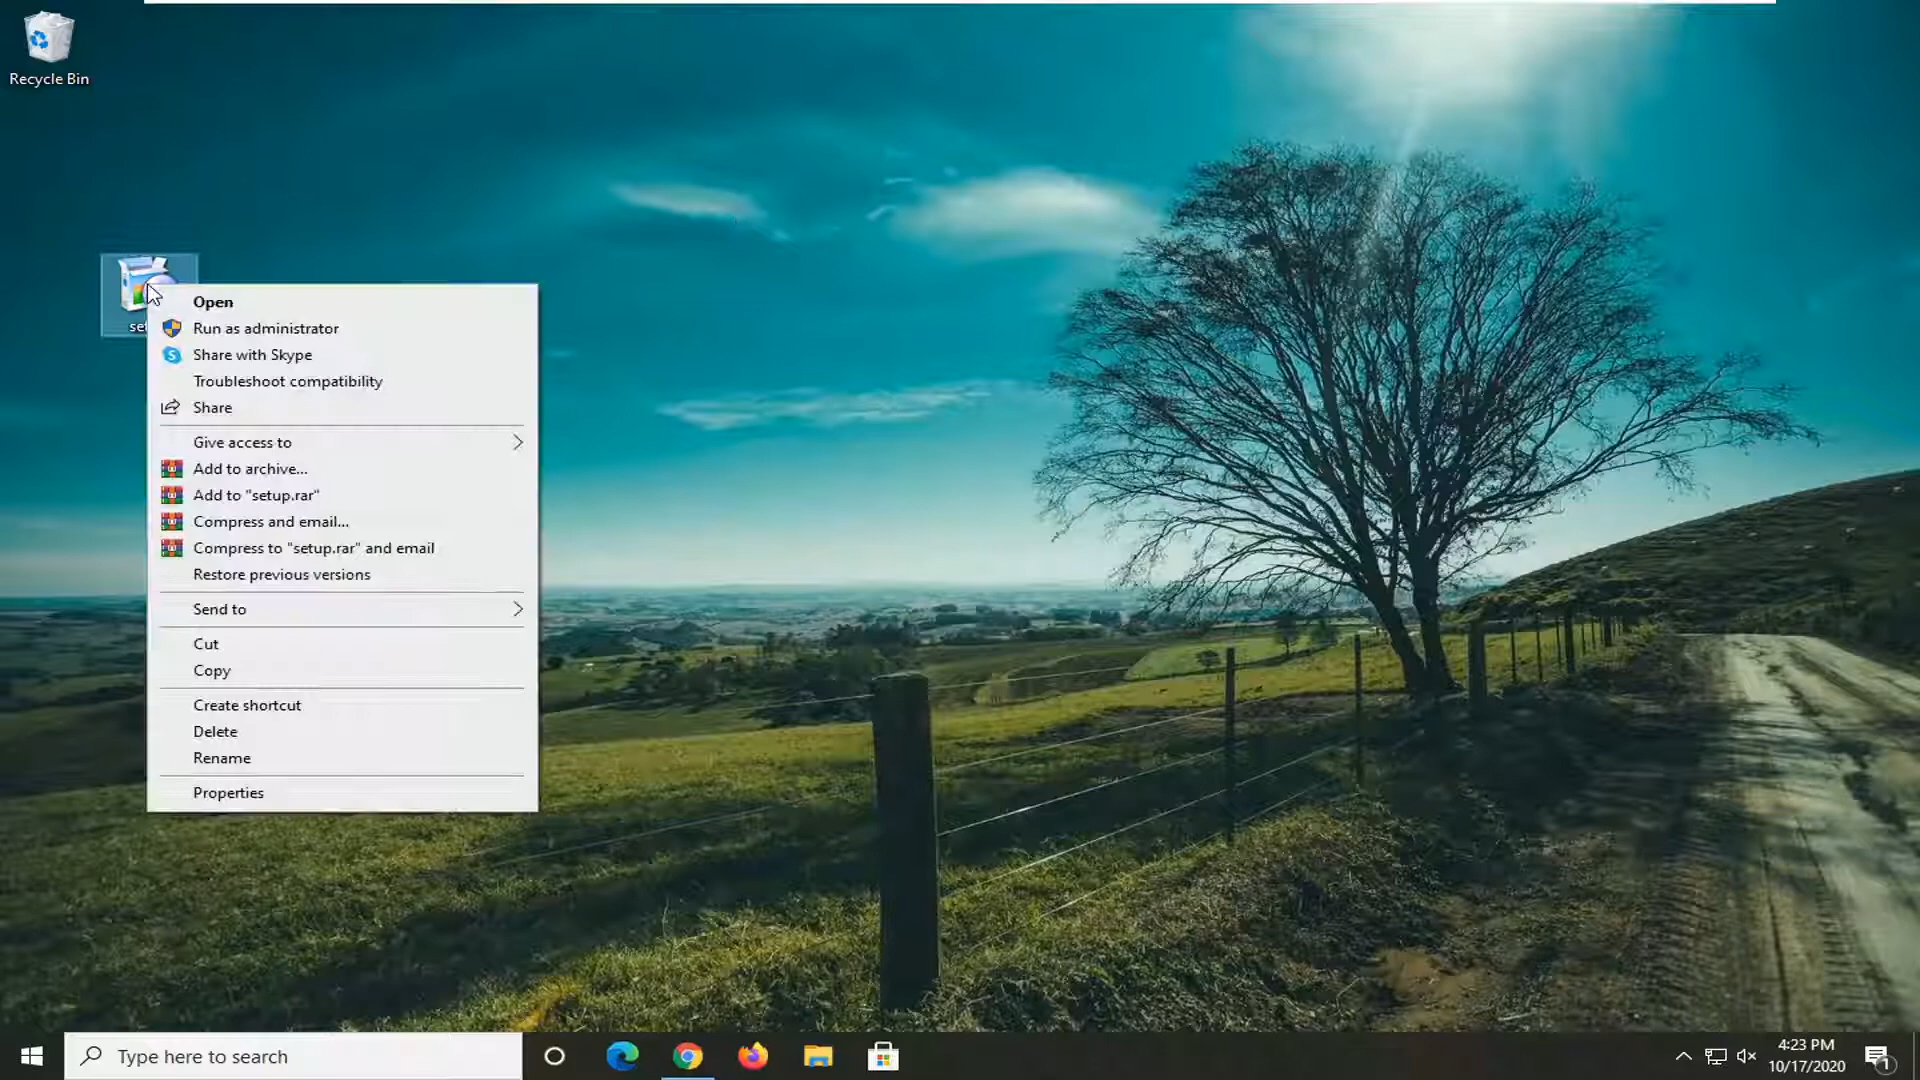 Recycle Bin
Open
Run as administrator
Share with Skype
Troubleshoot compatibility
Share
Give access to
Add to archive...
Add to "setup.rar"
Compress and email...
Compress to "setup.rar" and email
Restore previous versions
Send to
Cut
Copy
Create shortcut
Delete
Rename
Properties
Type here to search
4:23 PM
10/17/2020
1